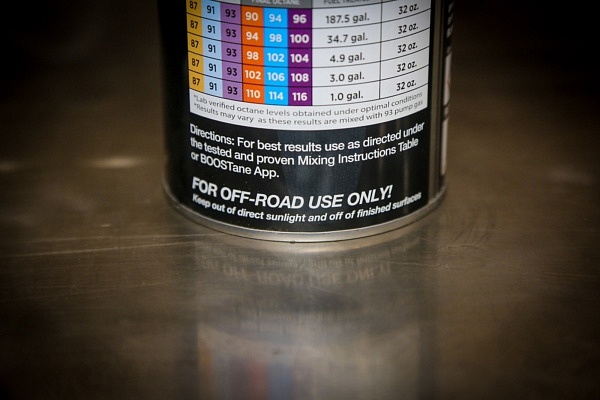 FINAL OCTANE FUEL
87 91 93 90 94 96 187.5 gal. 32 oz.
87 91 93 94 98 100 34.7 gal. 32 oz.
87 91 93 98 102 104 4.9 gal. 32 oz.
87 91 93 102 106 108 3.0 gal. 32 oz.
87 91 93 110 114 116 1.0 gal. 32 oz.
*Lab verified octane levels obtained under optimal conditions
*Results may vary as these results are mixed with 93 pump gas
Directions: For best results use as directed under
the tested and proven Mixing Instructions Table
or BOOSTane App.
FOR OFF-ROAD USE ONLY!
Keep out of direct sunlight and off of finished surfaces